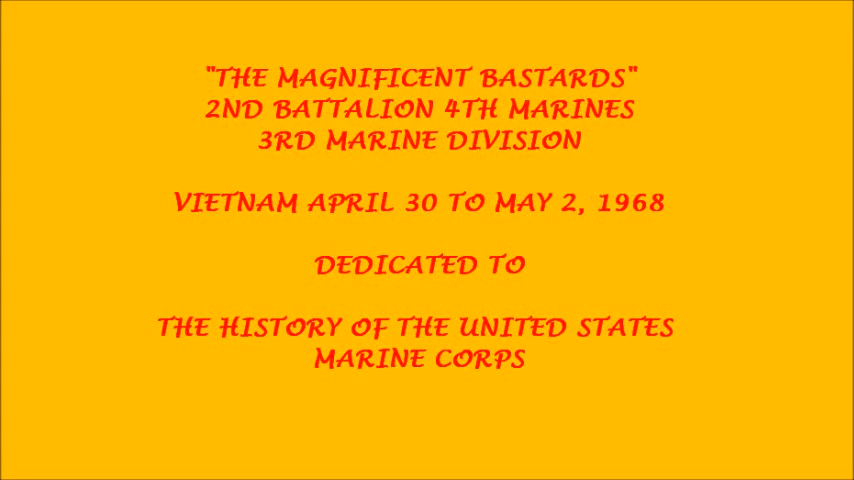 "THE MAGNIFICENT BASTARDS"
2ND BATTALION 4TH MARINES
3RD MARINE DIVISION
VIETNAM APRIL 30 TO MAY 2, 1968
DEDICATED TO
THE HISTORY OF THE UNITED STATES
MARINE CORPS